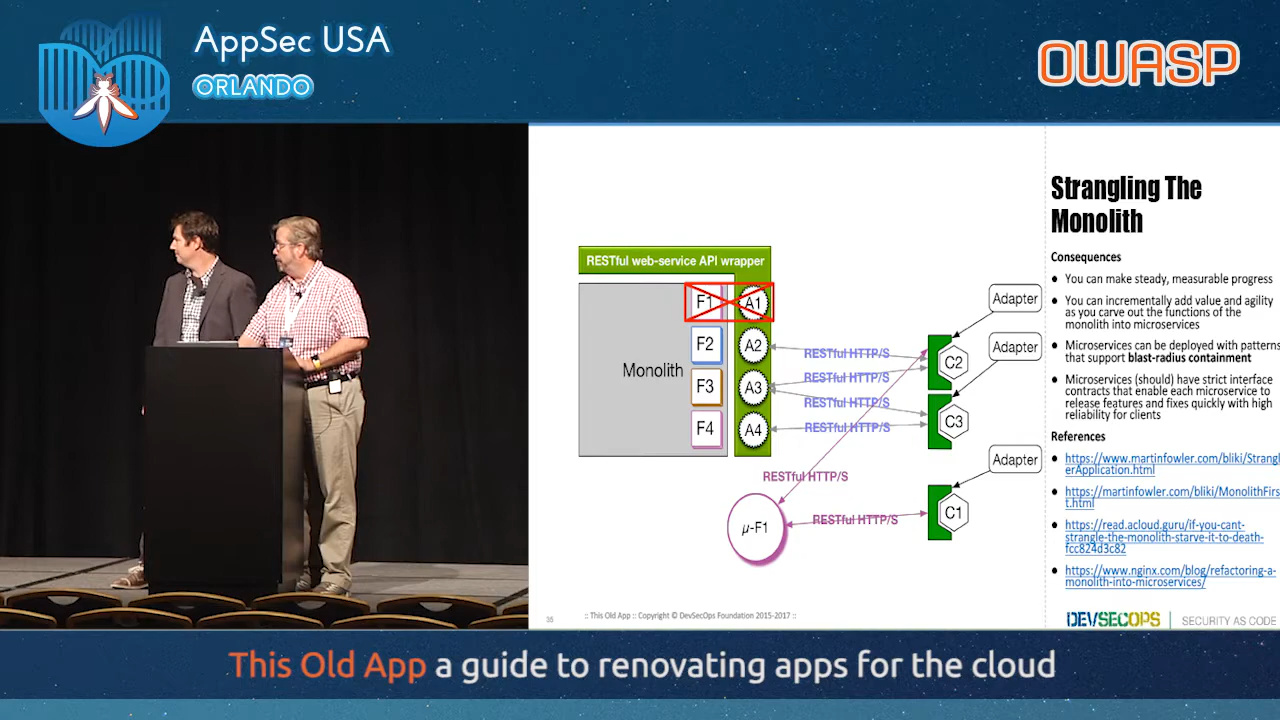 AppSec USA
ORLANDO
OWASP
RESTful web-service API wrapper
F1
A1
F2
A2
Monolith
F3
A3
F4
A4
RESTful HTTP/S
RESTful HTTP/S
RESTful HTTP/S
RESTful HTTP/S
RESTful HTTP/S
RESTful HTTP/S
μ-F1
Adapter
C2
Adapter
C3
Adapter
C1
Strangling The
Monolith
Consequences
• You can make steady, measurable progress
• You can incrementally add value and agility
as you carve out the functions of the
monolith into microservices
• Microservices can be deployed with patterns
that support blast-radius containment
• Microservices (should) have strict interface
contracts that enable each microservice to
release features and fixes quickly with high
reliability for clients
References
• https://www.martinfowler.com/bliki/Strangl
erApplication.html
• https://martinfowler.com/bliki/MonolithFirs
t.html
• https://read.acloud.guru/if-you-cant-
strangle-the-monolith-starve-it-to-death-
fcc824d3c82
• https://www.nginx.com/blog/refactoring-a-
monolith-into-microservices/
35
:: This Old App :: Copyright © DevSecOps Foundation 2015-2017 ::
DEVSECOPS | SECURITY AS CODE
This Old App a guide to renovating apps for the cloud